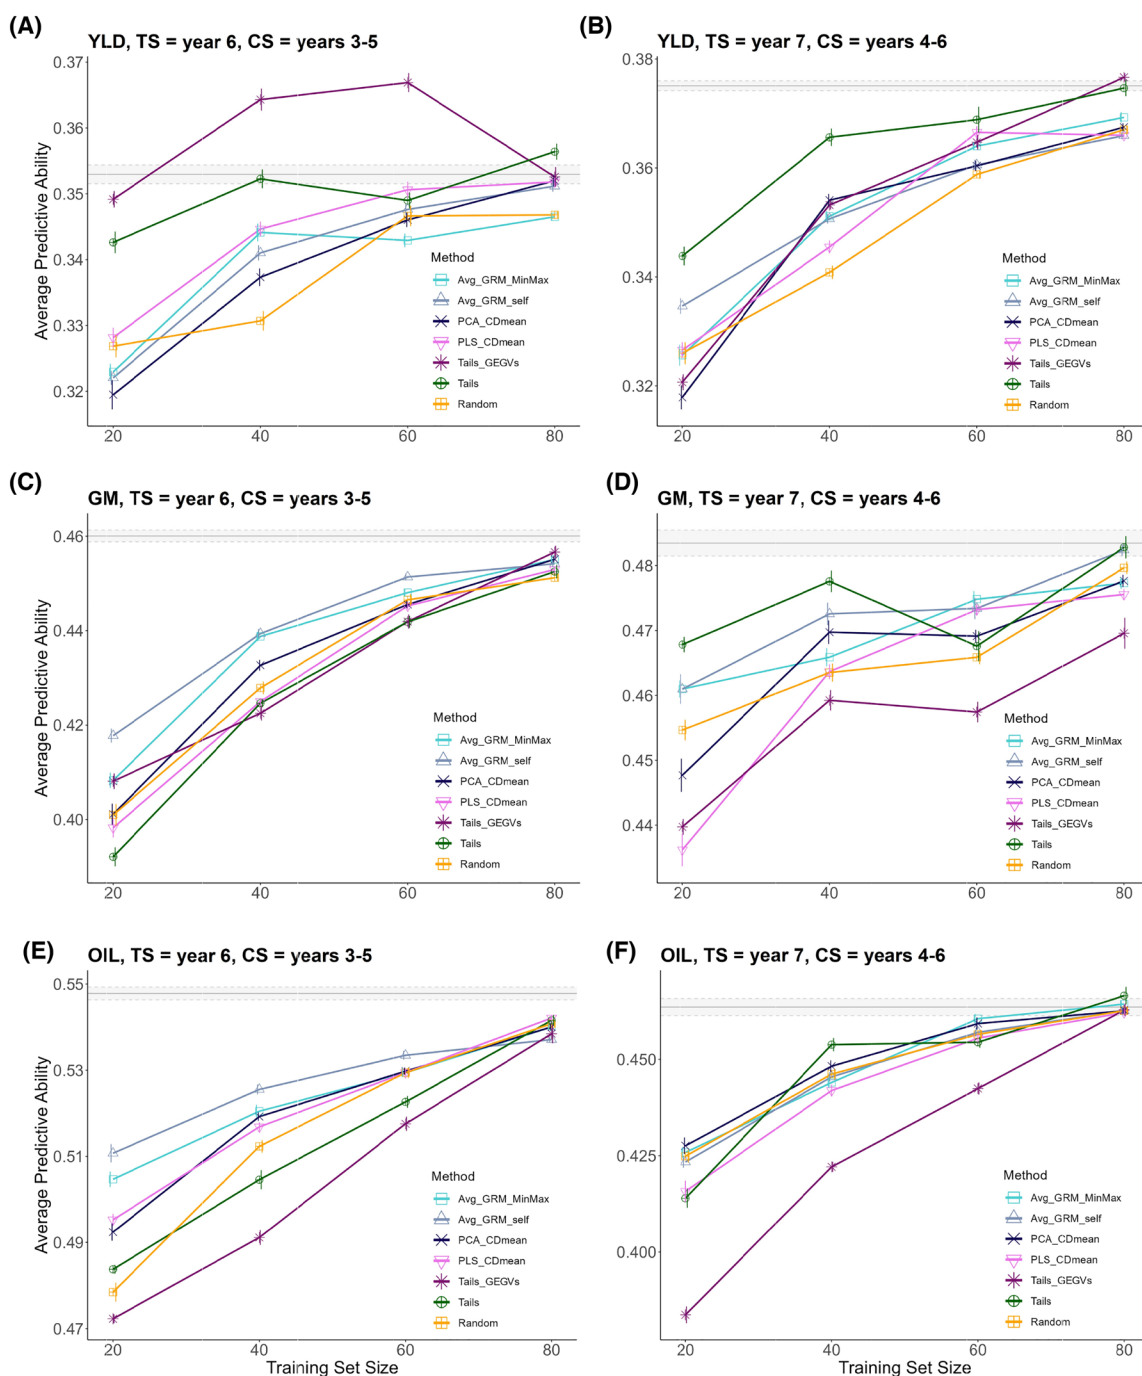 (A)
YLD, TS = year 6, CS = years 3-5
0.37
0.36
0.35
0.34
0.33
0.32
Average Predictive Ability
20
40
60
80
Method
Avg_GRM_MinMax
Avg_GRM_self
PCA_CDmean
PLS_CDmean
Tails_GEGVs
Tails
Random
(B)
YLD, TS = year 7, CS = years 4-6
0.38
0.36
0.34
0.32
20
40
60
80
Method
Avg_GRM_MinMax
Avg_GRM_self
PCA_CDmean
PLS_CDmean
Tails_GEGVs
Tails
Random
(C)
GM, TS = year 6, CS = years 3-5
0.46
0.44
0.42
0.40
Average Predictive Ability
20
40
60
80
Method
Avg_GRM_MinMax
Avg_GRM_self
PCA_CDmean
PLS_CDmean
Tails_GEGVs
Tails
Random
(D)
GM, TS = year 7, CS = years 4-6
0.48
0.47
0.46
0.45
0.44
20
40
60
80
Method
Avg_GRM_MinMax
Avg_GRM_self
PCA_CDmean
PLS_CDmean
Tails_GEGVs
Tails
Random
(E)
OIL, TS = year 6, CS = years 3-5
0.55
0.53
0.51
0.49
0.47
Average Predictive Ability
20
40
60
80
Training Set Size
Method
Avg_GRM_MinMax
Avg_GRM_self
PCA_CDmean
PLS_CDmean
Tails_GEGVs
Tails
Random
(F)
OIL, TS = year 7, CS = years 4-6
0.450
0.425
0.400
20
40
60
80
Training Set Size
Method
Avg_GRM_MinMax
Avg_GRM_self
PCA_CDmean
PLS_CDmean
Tails_GEGVs
Tails
Random